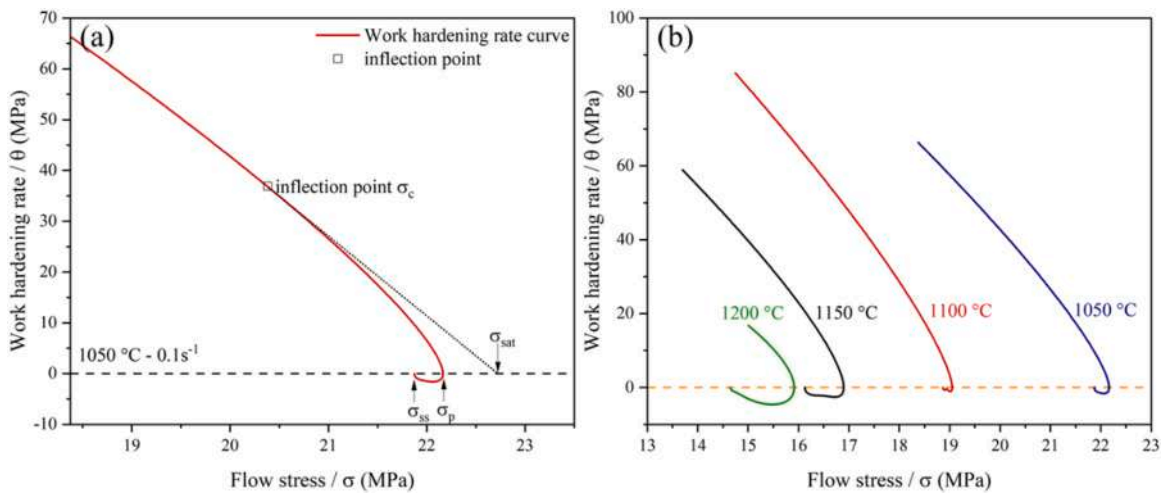 (a)
Work hardening rate curve
inflection point
Work hardening rate / θ (MPa)
70
60
50
40
30
20
10
0
-10
inflection point σc
1050 °C - 0.1s-1
σsat
σss
σp
19 20 21 22 23
Flow stress / σ (MPa)
(b)
Work hardening rate / θ (MPa)
100
80
60
40
20
0
1200 °C
1150 °C
1100 °C
1050 °C
13 14 15 16 17 18 19 20 21 22 23
Flow stress / σ (MPa)